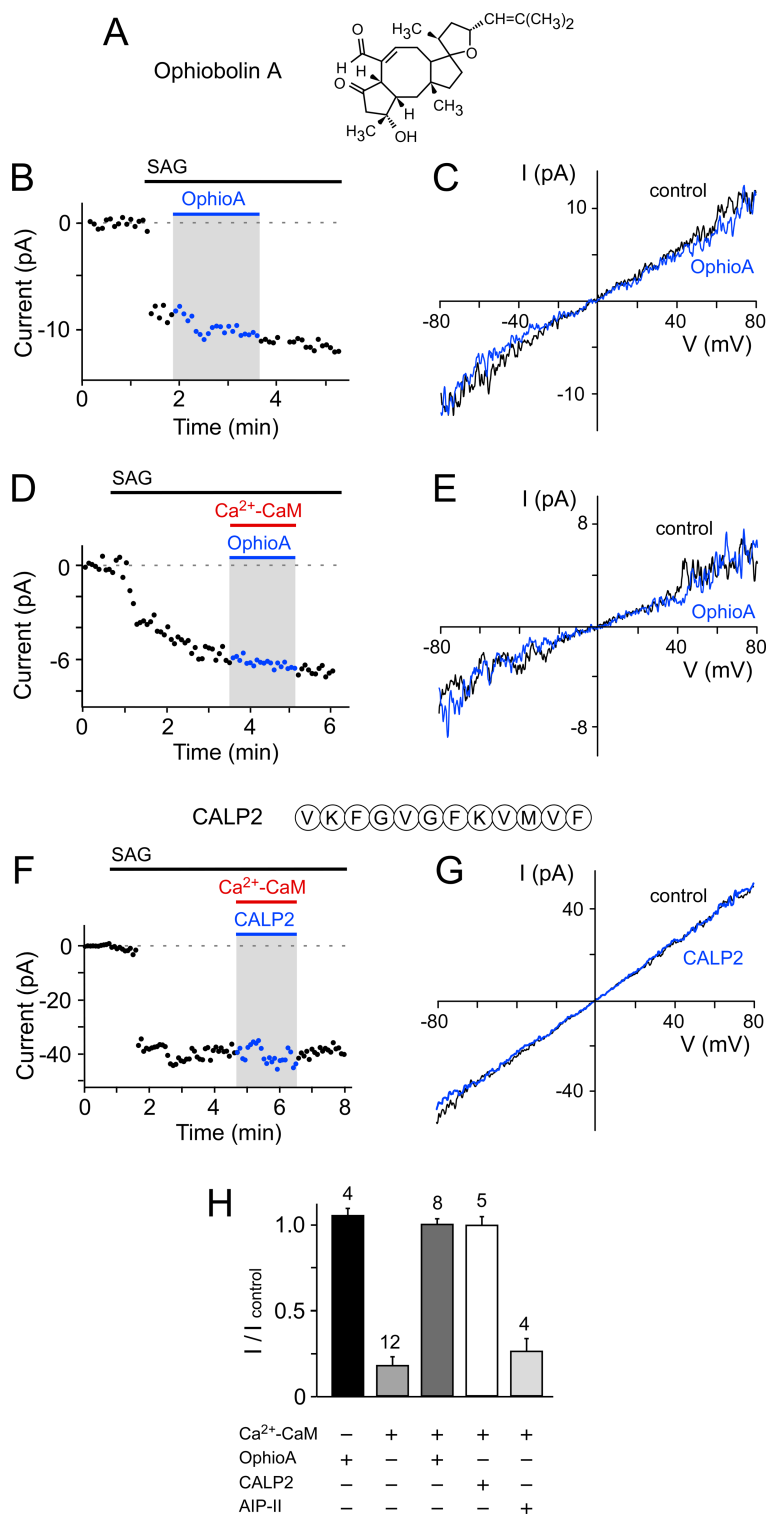 A
Ophiobolin A
H₃C
CH=C(CH₃)₂
O
O
H
H
O
H
CH₃
H₃C
OH
B
SAG
OphioA
Current (pA)
0
-10
0 2 4
Time (min)
C
I (pA)
10
control
OphioA
-80 -40 40 80
V (mV)
-10
D
SAG
Ca²⁺-CaM
OphioA
Current (pA)
0
-6
0 2 4 6
Time (min)
E
I (pA)
8
control
OphioA
-80 -40 40 80
V (mV)
-8
CALP2 V K F G V G F K V M V F
F
SAG
Ca²⁺-CaM
CALP2
Current (pA)
0
-20
-40
0 2 4 6 8
Time (min)
G
I (pA)
40
control
CALP2
-80 40 80
V (mV)
-40
H
I / I control
1.0
0.5
0
4 12 8 5 4
Ca²⁺-CaM – + + + +
OphioA + – + – –
CALP2 – – – + –
AIP-II – – – – +